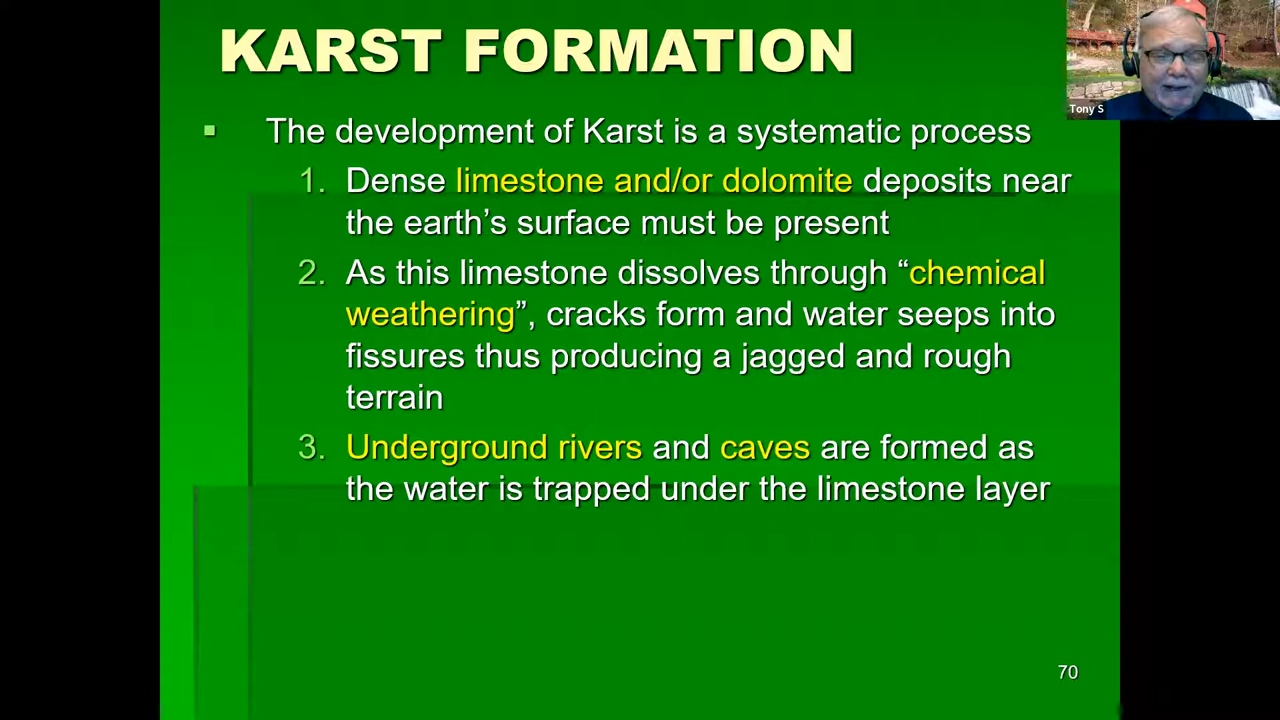 KARST FORMATION
Tony S
▪ The development of Karst is a systematic process
1. Dense limestone and/or dolomite deposits near
the earth’s surface must be present
2. As this limestone dissolves through “chemical
weathering”, cracks form and water seeps into
fissures thus producing a jagged and rough
terrain
3. Underground rivers and caves are formed as
the water is trapped under the limestone layer
70